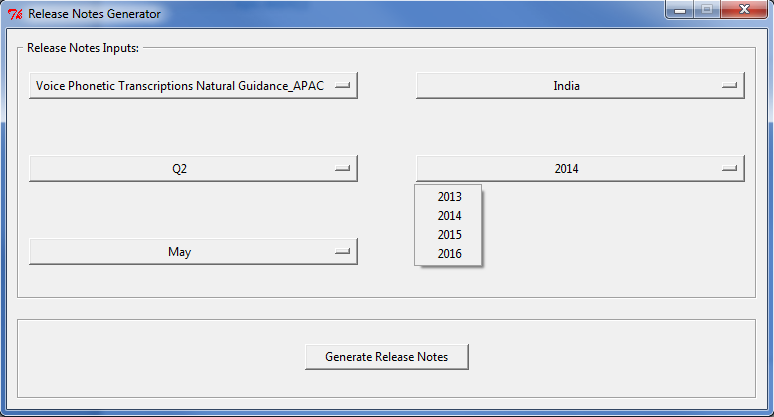 Release Notes Generator
Release Notes Inputs:
Voice Phonetic Transcriptions Natural Guidance_APAC
India
Q2
2014
2013
2014
2015
2016
May
Generate Release Notes